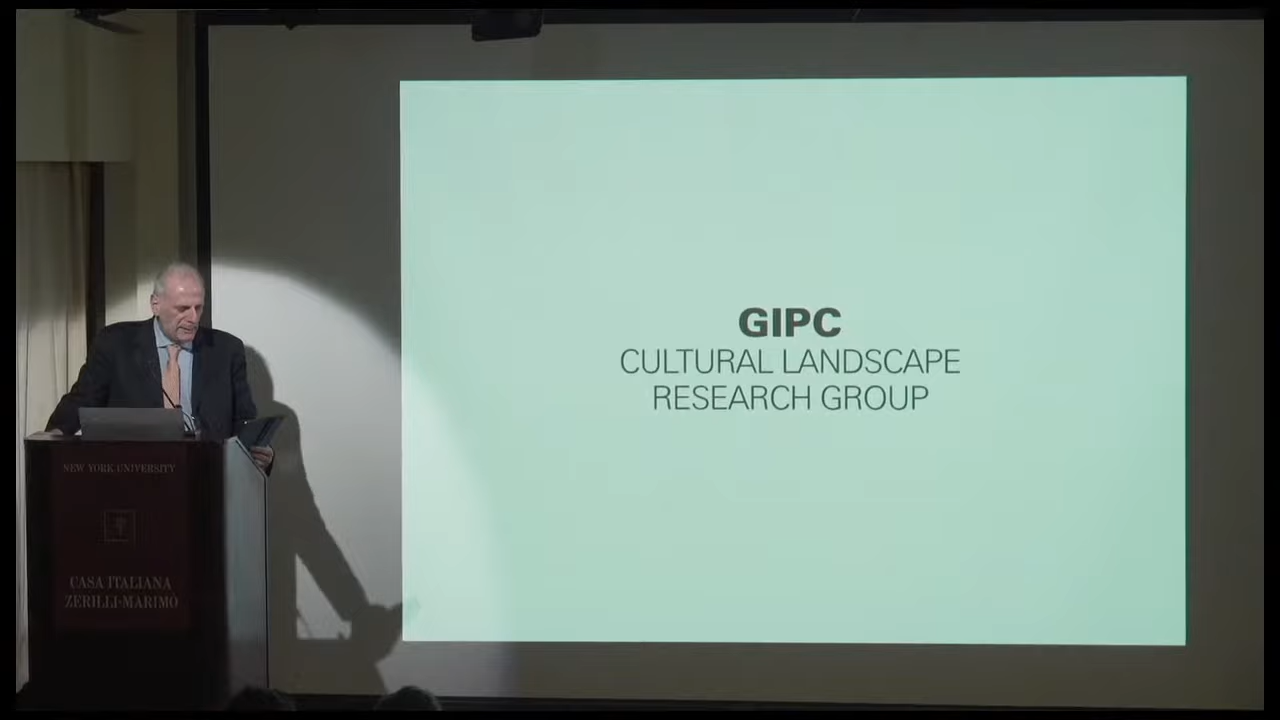 GIPC
CULTURAL LANDSCAPE
RESEARCH GROUP
NEW YORK UNIVERSITY
CASA ITALIANA
ZERILLI-MARIMÒ